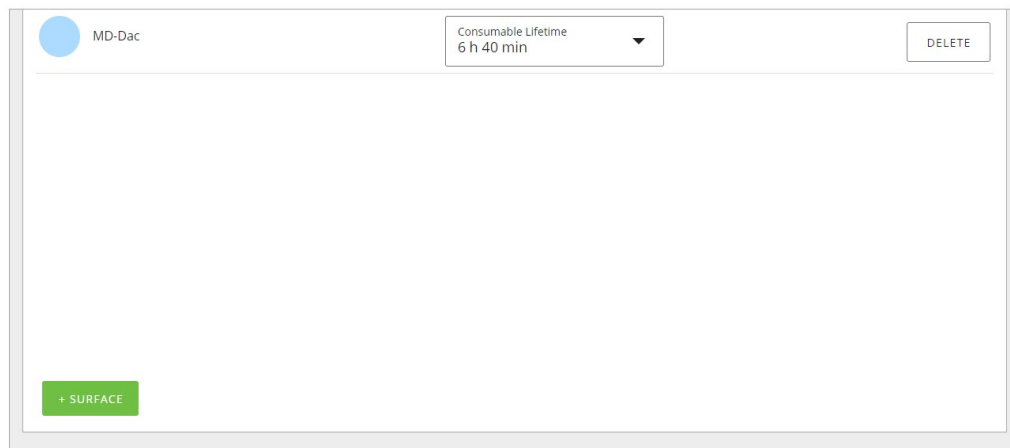 MD-Dac
Consumable Lifetime
6 h 40 min
DELETE
+ SURFACE